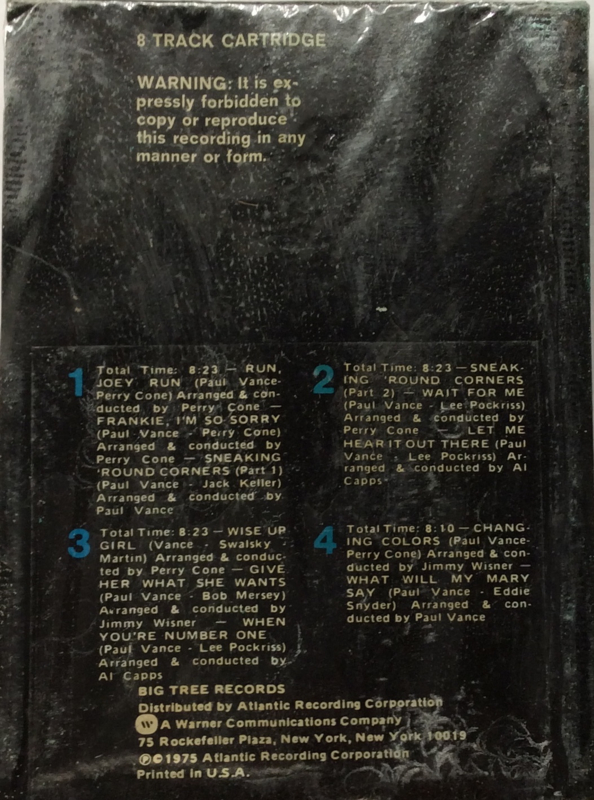 8 TRACK CARTRIDGE
WARNING: It is ex-
pressly forbidden to
copy or reproduce
this recording in any
manner or form.
1
Total Time: 8:23 — RUN,
JOEY RUN (Paul Vance-
Perry Cone) Arranged & con-
ducted by Perry Cone —
FRANKIE, I'M SO SORRY
(Paul Vance - Perry Cone)
Arranged & conducted by
Perry Cone — SNEAKING
'ROUND CORNERS (Part 1)
(Paul Vance - Jack Keller)
Arranged & conducted by
Paul Vance
2
Total Time: 8:23 — SNEAK-
ING 'ROUND CORNERS
(Part 2) — WAIT FOR ME
(Paul Vance - Lee Pockriss)
Arranged & conducted by
Perry Cone — LET ME
HEAR IT OUT THERE (Paul
Vance - Lee Pockriss) Ar-
ranged & conducted by Al
Capps
3
Total Time: 8:23 — WISE UP
GIRL (Vance - Swalsky -
Martin) Arranged & conduc-
ted by Perry Cone — GIVE
HER WHAT SHE WANTS
(Paul Vance - Bob Mersey)
Arranged & conducted by
Jimmy Wisner — WHEN
YOU'RE NUMBER ONE
(Paul Vance - Lee Pockriss)
Arranged & conducted by
Al Capps
4
Total Time: 8:10 — CHANG-
ING COLORS (Paul Vance-
Perry Cone) Arranged & con-
ducted by Jimmy Wisner —
WHAT WILL MY MARY
SAY (Paul Vance - Eddie
Snyder) Arranged & con-
ducted by Paul Vance
BIG TREE RECORDS
Distributed by Atlantic Recording Corporation
W A Warner Communications Company
75 Rockefeller Plaza, New York, New York 10019
℗©1975 Atlantic Recording Corporation
Printed in U.S.A.